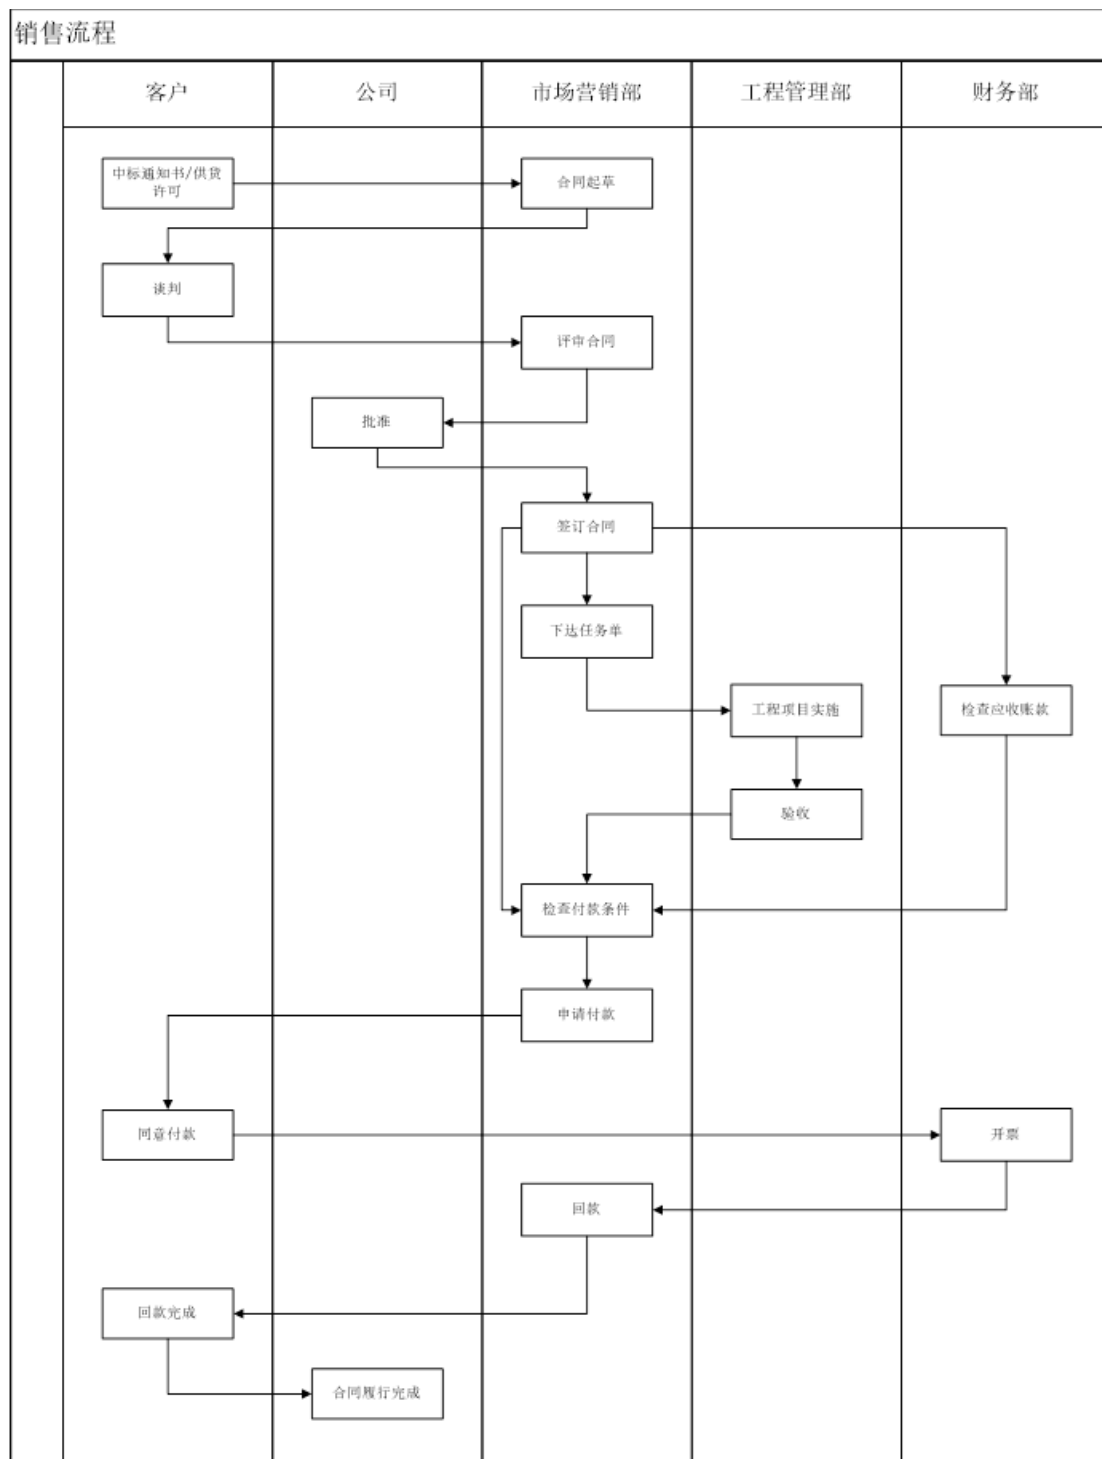 销售流程
客户
公司
市场营销部
工程管理部
财务部
中标通知书/供货
许可
合同起草
谈判
评审合同
批准
签订合同
下达任务单
工程项目实施
检查应收账款
验收
检查付款条件
申请付款
同意付款
开票
回款
回款完成
合同履行完成